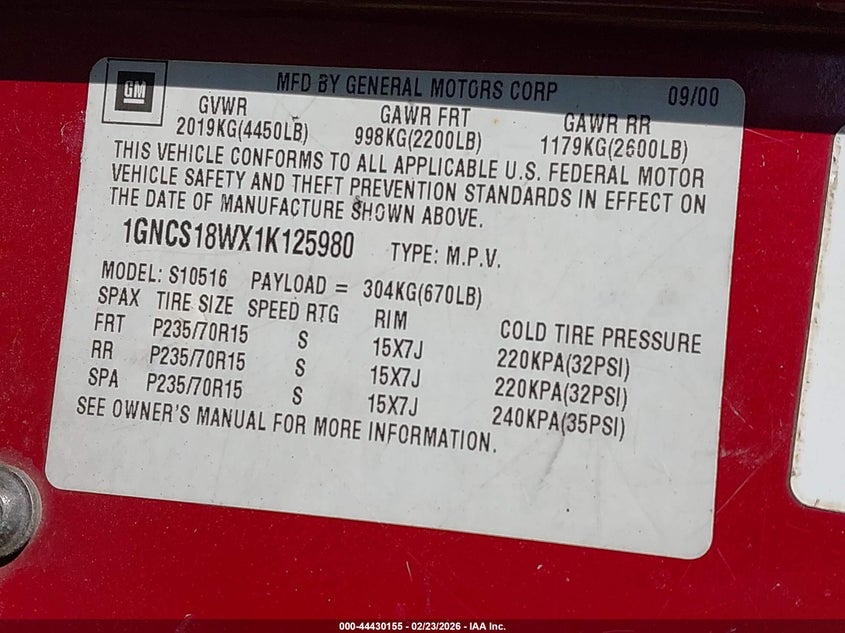 GM
MFD BY GENERAL MOTORS CORP 09/00
GVWR GAWR FRT GAWR RR
2019KG(4450LB) 998KG(2200LB) 1179KG(2600LB)
THIS VEHICLE CONFORMS TO ALL APPLICABLE U.S. FEDERAL MOTOR
VEHICLE SAFETY AND THEFT PREVENTION STANDARDS IN EFFECT ON
THE DATE OF MANUFACTURE SHOWN ABOVE.
1GNCS18WX1K125980 TYPE: M.P.V.
MODEL: S10516 PAYLOAD = 304KG(670LB)
SPAX TIRE SIZE SPEED RTG RIM COLD TIRE PRESSURE
FRT P235/70R15 S 15X7J 220KPA(32PSI)
RR P235/70R15 S 15X7J 220KPA(32PSI)
SPA P235/70R15 S 15X7J 240KPA(35PSI)
SEE OWNER'S MANUAL FOR MORE INFORMATION.
000-44430155 - 02/23/2026 - IAA Inc.